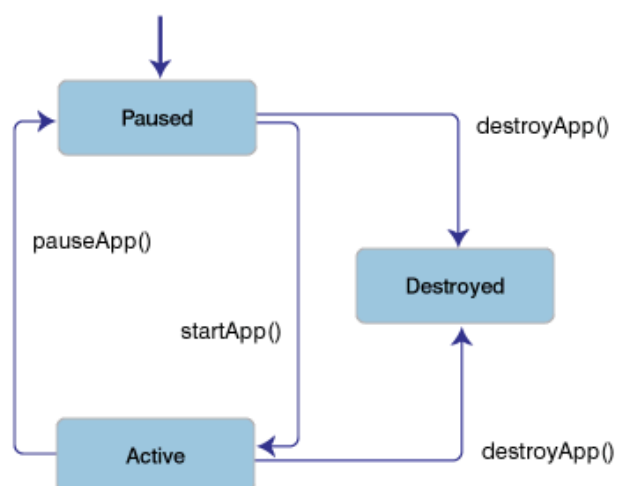 Paused
destroyApp()
pauseApp()
Destroyed
startApp()
Active
destroyApp()